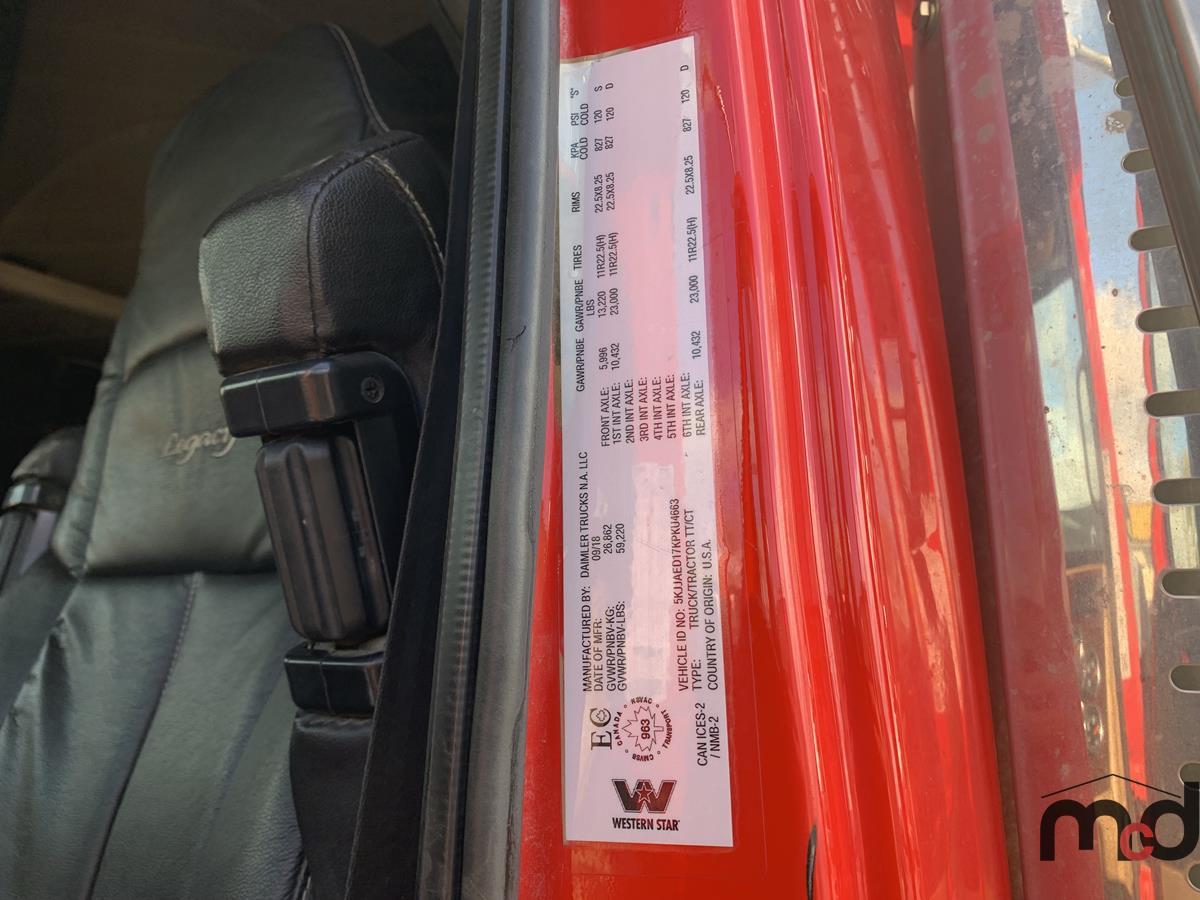 MANUFACTURED BY: DAIMLER TRUCKS N.A. LLC
DATE OF MFR: 09/18
GVWR/PNBV-KG: 26,862
GVWR/PNBV-LBS: 59,220
GAWR/PNBE GAWR/PNBE TIRES RIMS KPA PSI "S"
LBS COLD COLD
FRONT AXLE: 5,996 13,220 11R22.5(H) 22.5X8.25 827 120 S
1ST INT AXLE: 10,432 23,000 11R22.5(H) 22.5X8.25 827 120 D
2ND INT AXLE:
3RD INT AXLE:
4TH INT AXLE:
5TH INT AXLE:
6TH INT AXLE:
REAR AXLE: 10,432 23,000 11R22.5(H) 22.5X8.25 827 120 D
VEHICLE ID NO: 5KJJAED17KPKU4663
TYPE: TRUCK/TRACTOR TT/CT
COUNTRY OF ORIGIN: U.S.A.
EC
CANADA
NSVAC
963
CMVSS
TRANSPORT
CAN ICES-2
/ NMB-2
WESTERN STAR
Legacy
mcd